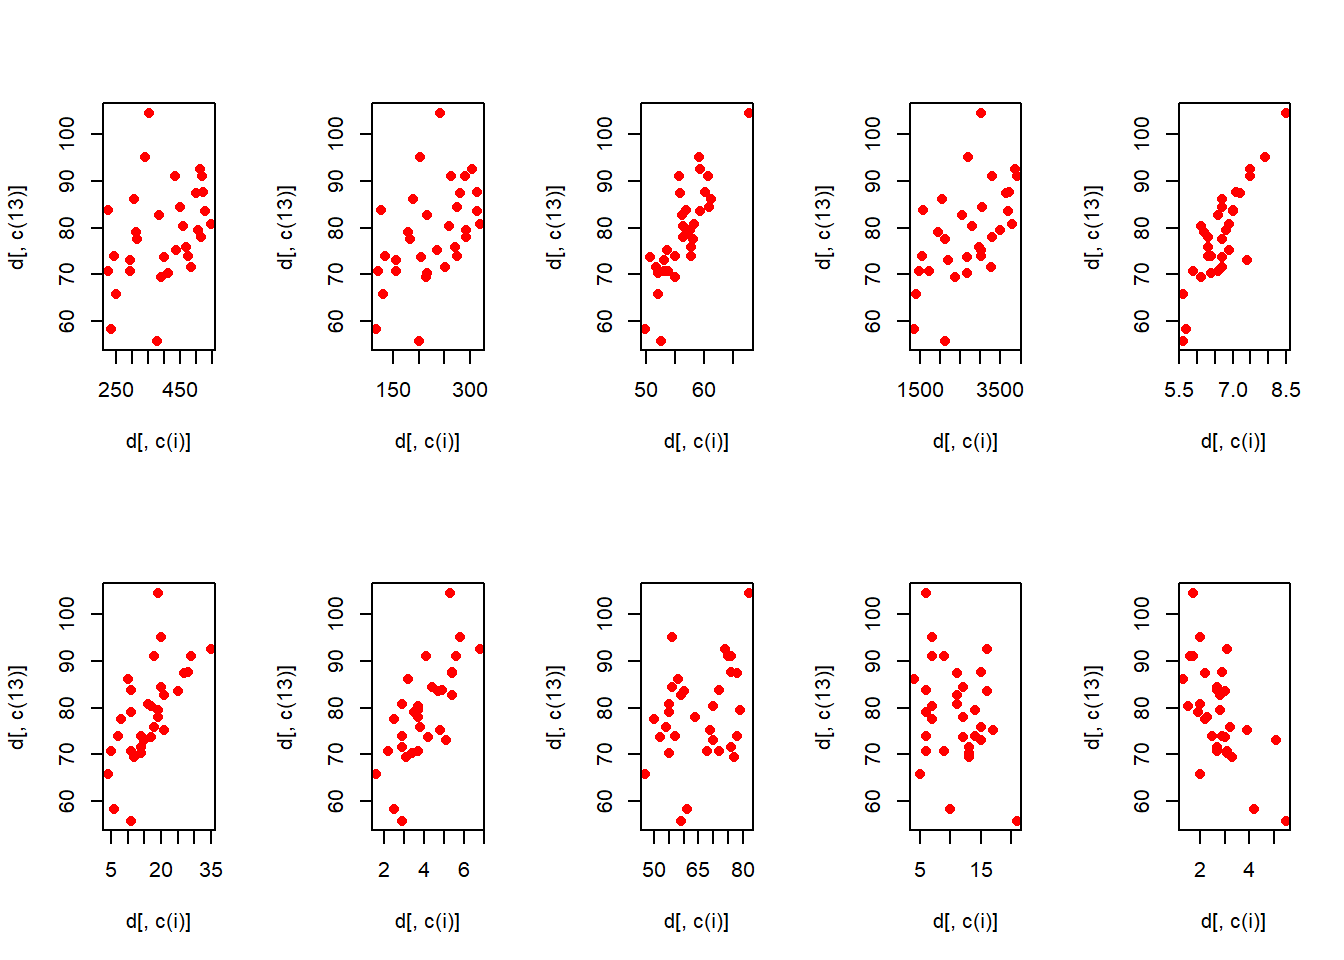 d[, c(13)] d[, c(13)] d[, c(13)] d[, c(13)] d[, c(13)]
100 100 100 100 100
90 90 90 90 90
80 80 80 80 80
70 70 70 70 70
60 60 60 60 60
250 450 150 300 50 60 1500 3500 5.5 7.0 8.5
d[, c(i)] d[, c(i)] d[, c(i)] d[, c(i)] d[, c(i)]
d[, c(13)] d[, c(13)] d[, c(13)] d[, c(13)] d[, c(13)]
100 100 100 100 100
90 90 90 90 90
80 80 80 80 80
70 70 70 70 70
60 60 60 60 60
5 20 35 2 4 6 50 65 80 5 15 2 4
d[, c(i)] d[, c(i)] d[, c(i)] d[, c(i)] d[, c(i)]